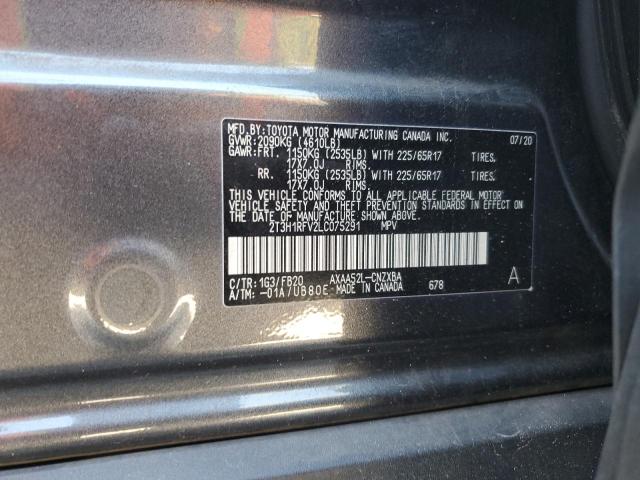 MFD.BY:TOYOTA MOTOR MANUFACTURING CANADA INC. 07/20
GVWR:2090KG (4610LB)
GAWR:FRT. 1150KG (2535LB) WITH 225/65R17 TIRES.
17X7.0J RIMS.
RR. 1150KG (2535LB) WITH 225/65R17 TIRES.
17X7.0J RIMS.
THIS VEHICLE CONFORMS TO ALL APPLICABLE FEDERAL MOTOR
VEHICLE SAFETY AND THEFT PREVENTION STANDARDS IN EFFECT
ON THE DATE OF MANUFACTURE SHOWN ABOVE.
2T3H1RFV2LC075291 MPV
C/TR:1G3/FB20 AXAA52L-CNZXBA
A/TM:-01A/UB80E MADE IN CANADA 678 A